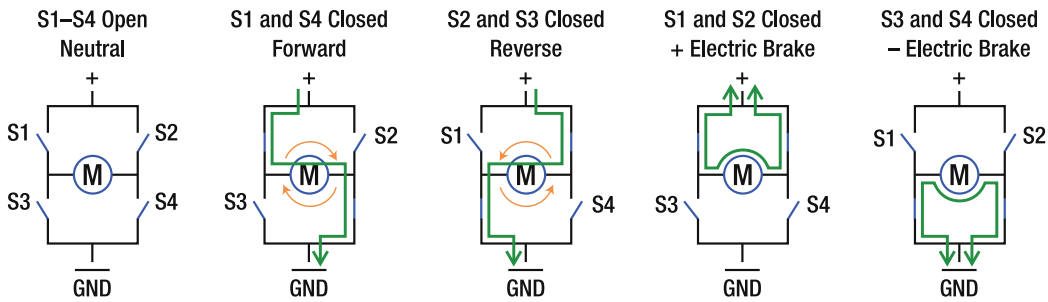 S1–S4 Open
Neutral
+
S1
S2
M
S3
S4
GND
S1 and S4 Closed
Forward
+
S2
M
S3
GND
S2 and S3 Closed
Reverse
+
S1
M
S4
GND
S1 and S2 Closed
+ Electric Brake
+
M
S3
S4
GND
S3 and S4 Closed
– Electric Brake
+
S1
S2
M
GND